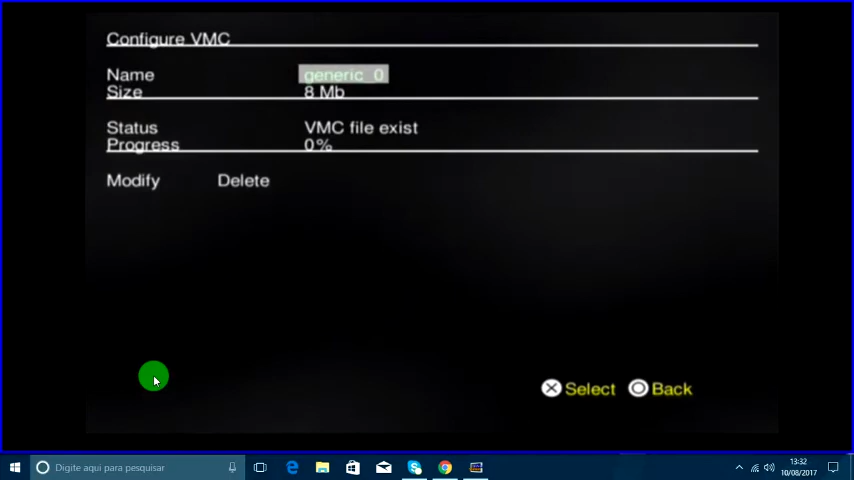 Configure VMC
Name generic_0
Size 8 Mb
Status VMC file exist
Progress 0%
Modify Delete
Select Back
Digite aqui para pesquisar
13:32
10/08/2017